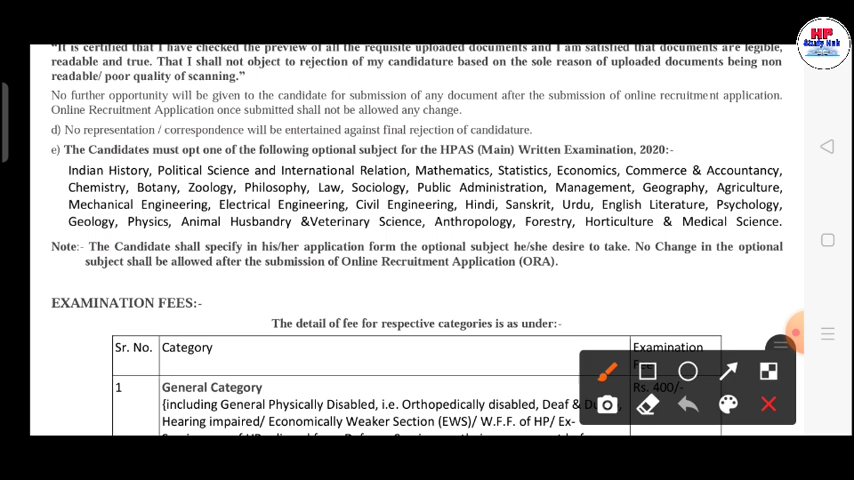 "It is certified that I have checked the preview of all the requisite uploaded documents and I am satisfied that documents are legible,
readable and true. That I shall not object to rejection of my candidature based on the sole reason of uploaded documents being non
readable/ poor quality of scanning."
No further opportunity will be given to the candidate for submission of any document after the submission of online recruitment application.
Online Recruitment Application once submitted shall not be allowed any change.
d) No representation / correspondence will be entertained against final rejection of candidature.
e) The Candidates must opt one of the following optional subject for the HPAS (Main) Written Examination, 2020:-
Indian History, Political Science and International Relation, Mathematics, Statistics, Economics, Commerce & Accountancy,
Chemistry, Botany, Zoology, Philosophy, Law, Sociology, Public Administration, Management, Geography, Agriculture,
Mechanical Engineering, Electrical Engineering, Civil Engineering, Hindi, Sanskrit, Urdu, English Literature, Psychology,
Geology, Physics, Animal Husbandry &Veterinary Science, Anthropology, Forestry, Horticulture & Medical Science.
Note:- The Candidate shall specify in his/her application form the optional subject he/she desire to take. No Change in the optional
subject shall be allowed after the submission of Online Recruitment Application (ORA).
EXAMINATION FEES:-
The detail of fee for respective categories is as under:-
Sr. No. Category Examination
1 General Category Rs. 400/-
{including General Physically Disabled, i.e. Orthopedically disabled, Deaf &
Hearing impaired/ Economically Weaker Section (EWS)/ W.F.F. of HP/ Ex-
HP
Study Hub